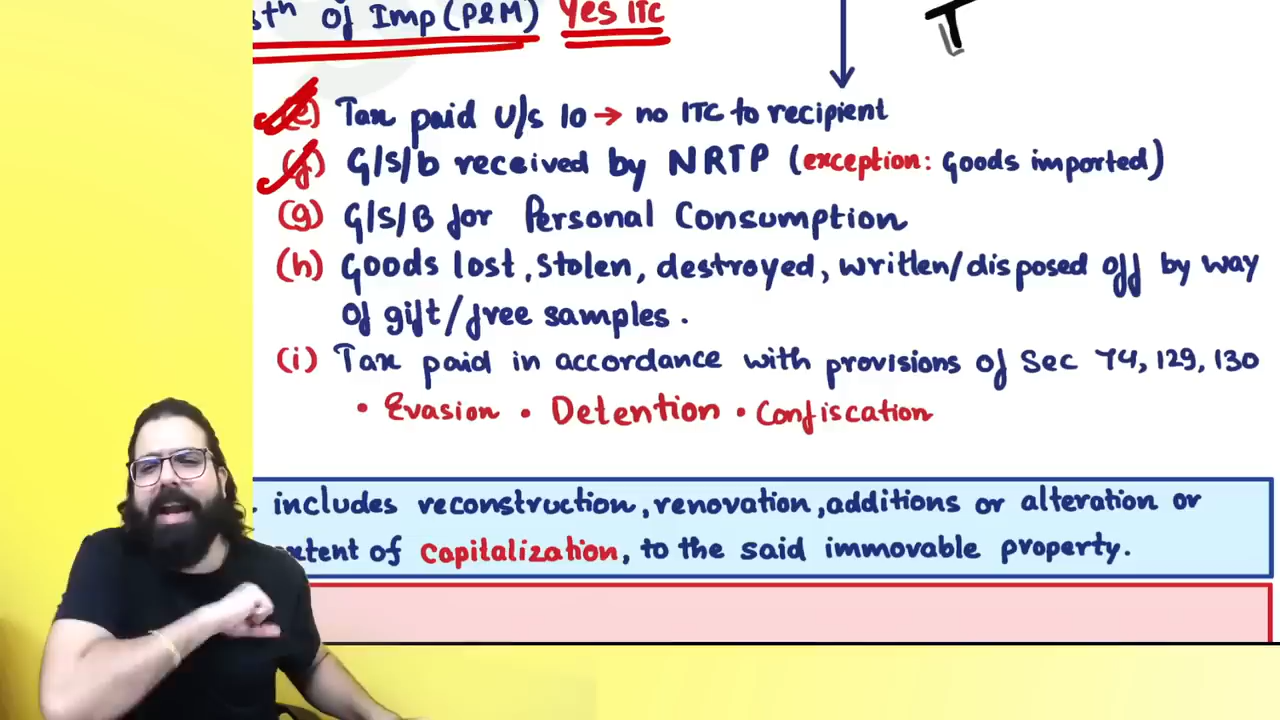 of Imp (P&M) Yes ITC
T
(e) Tax paid U/s 10 → no ITC to recipient
(f) G/S/b received by NRTP (exception: Goods imported)
(g) G/S/B for Personal Consumption
(h) Goods lost, stolen, destroyed, written/disposed off by way
of gift/free samples.
(i) Tax paid in accordance with provisions of Sec 74, 129, 130
• Evasion • Detention • Confiscation
includes reconstruction, renovation, additions or alteration or
extent of capitalization, to the said immovable property.